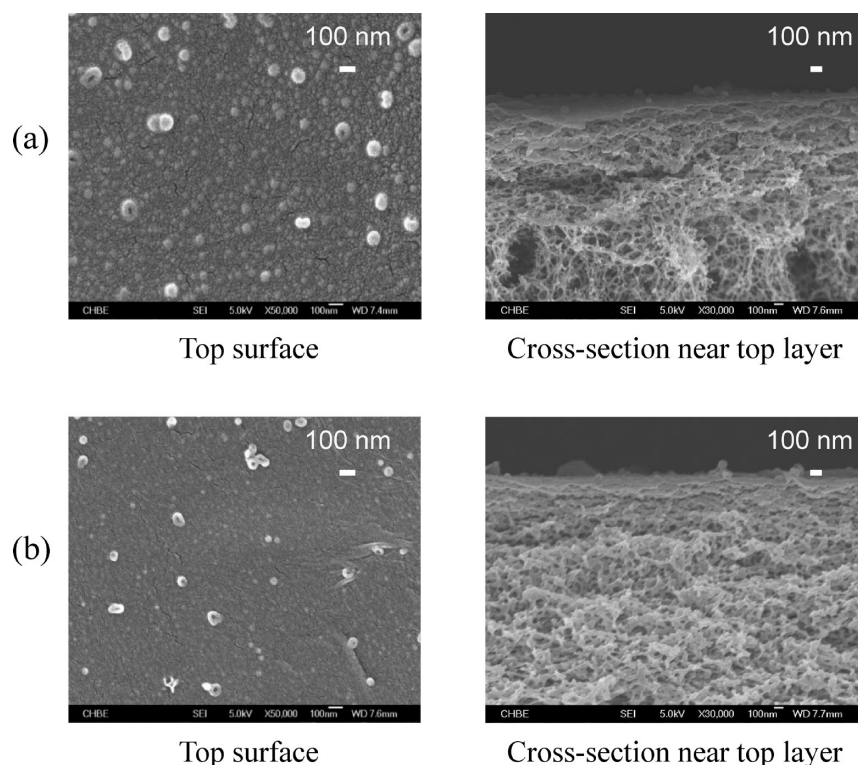 100 nm 100 nm
(a)
CHBE SEI 5.0kV X50,000 100nm WD 7.4mm
CHBE SEI 5.0kV X30,000 100nm WD 7.6mm
Top surface Cross-section near top layer
100 nm 100 nm
(b)
CHBE SEI 5.0kV X50,000 100nm WD 7.6mm
CHBE SEI 5.0kV X30,000 100nm WD 7.7mm
Top surface Cross-section near top layer